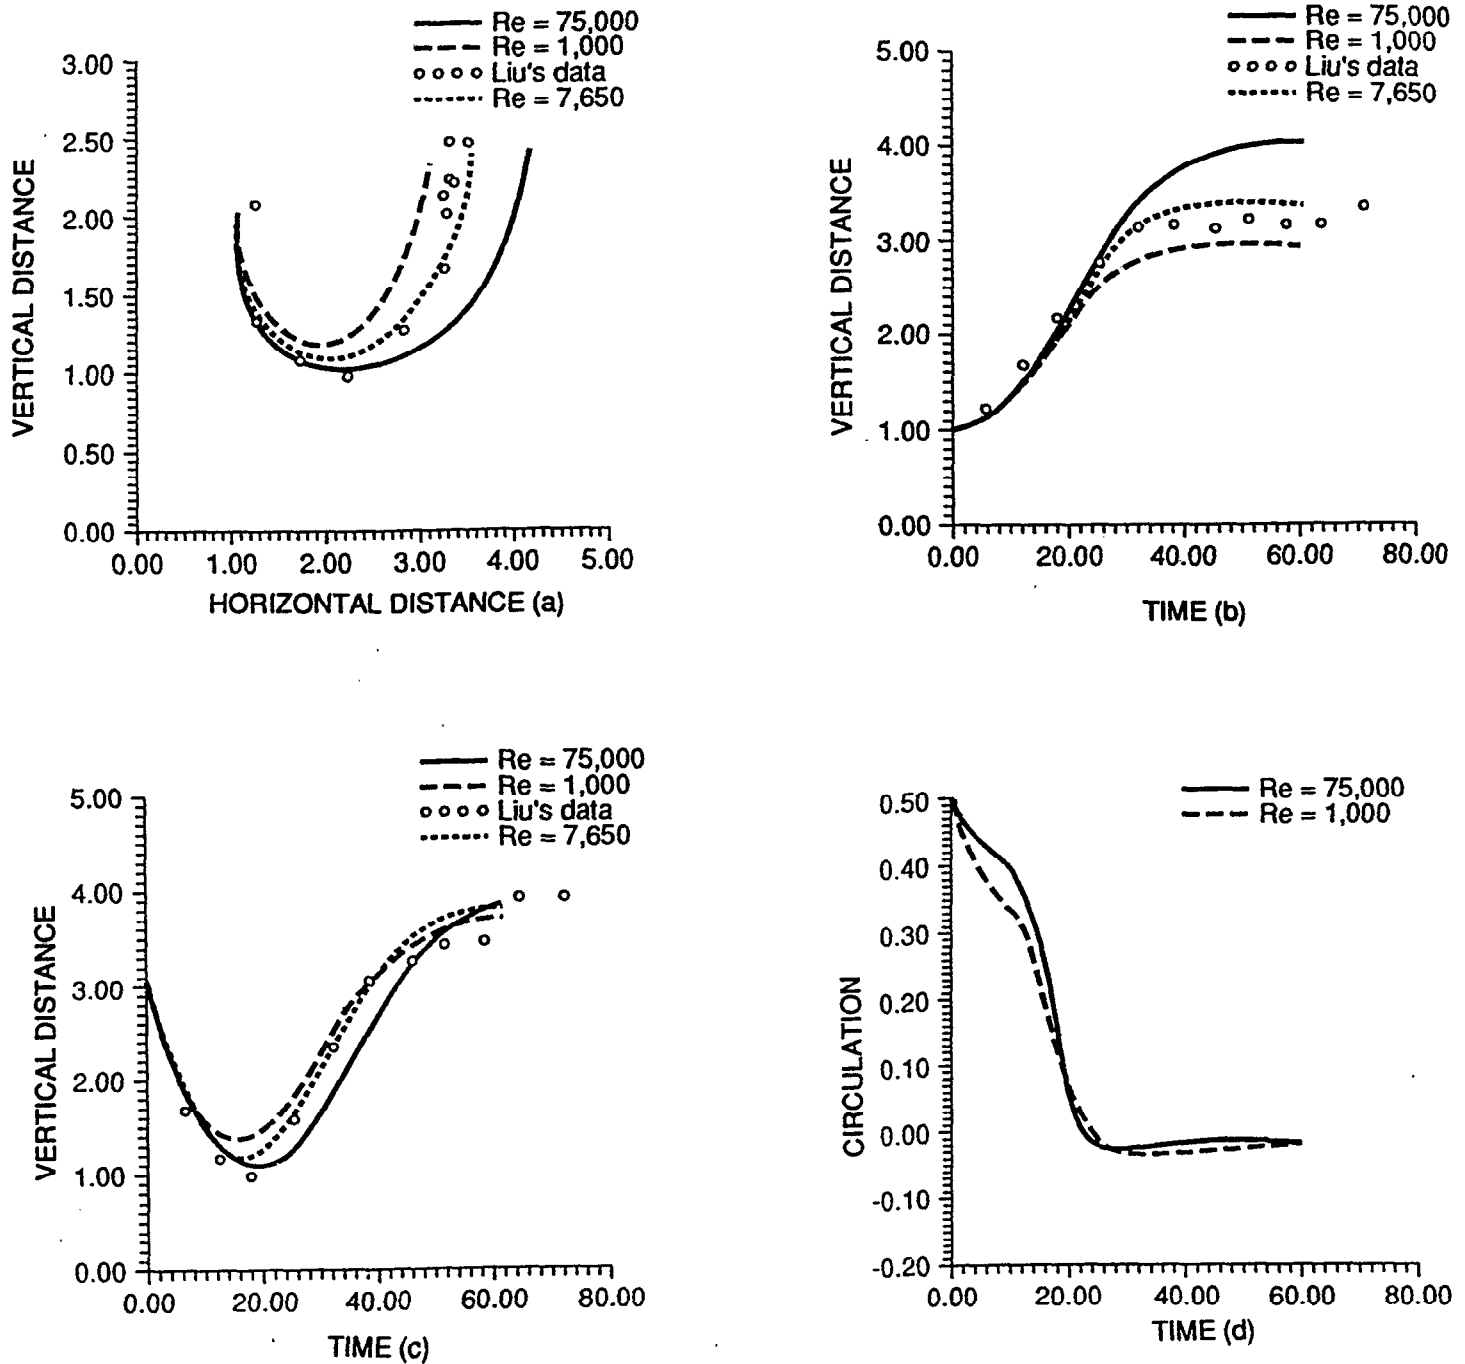 Re = 75,000
Re = 1,000
Liu's data
Re = 7,650
3.00
2.50
2.00
1.50
1.00
0.50
0.00
VERTICAL DISTANCE
0.00 1.00 2.00 3.00 4.00 5.00
HORIZONTAL DISTANCE (a)
Re = 75,000
Re = 1,000
Liu's data
Re = 7,650
5.00
4.00
3.00
2.00
1.00
0.00
VERTICAL DISTANCE
0.00 20.00 40.00 60.00 80.00
TIME (b)
Re = 75,000
Re = 1,000
Liu's data
Re = 7,650
5.00
4.00
3.00
2.00
1.00
0.00
VERTICAL DISTANCE
0.00 20.00 40.00 60.00 80.00
TIME (c)
Re = 75,000
Re = 1,000
0.50
0.40
0.30
0.20
0.10
0.00
-0.10
-0.20
CIRCULATION
0.00 20.00 40.00 60.00 80.00
TIME (d)